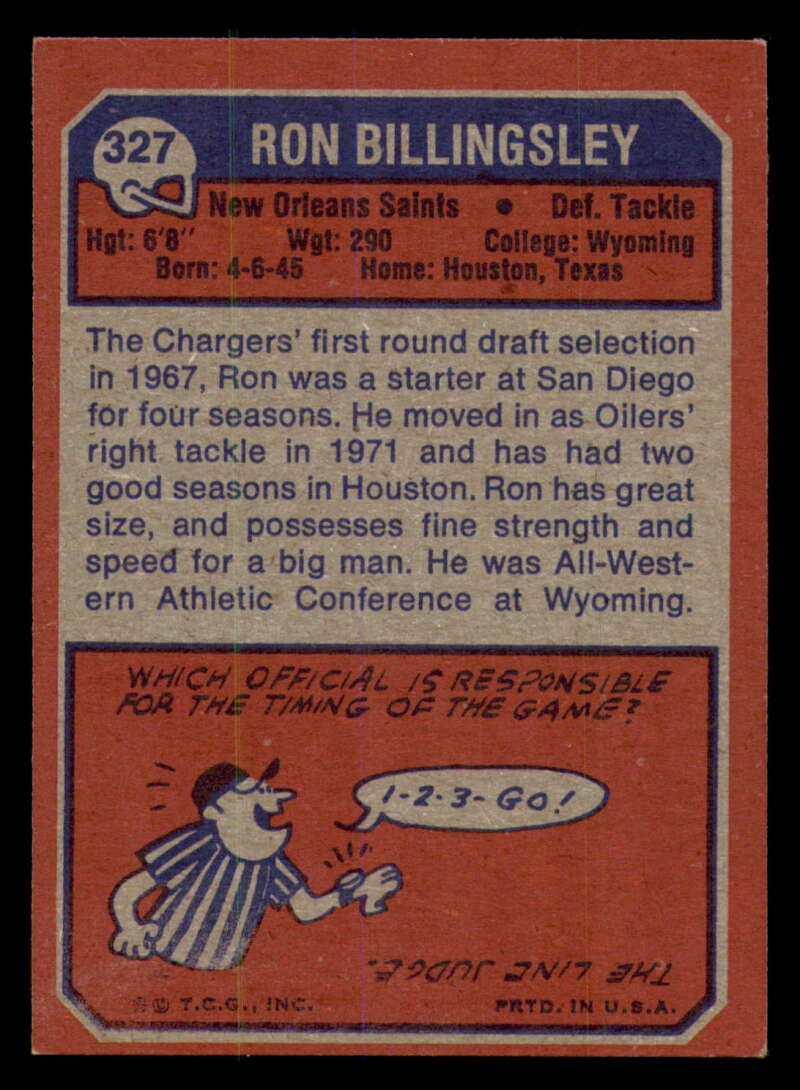 327
RON BILLINGSLEY
New Orleans Saints • Def. Tackle
Hgt: 6'8" Wgt: 290 College: Wyoming
Born: 4-6-45 Home: Houston, Texas
The Chargers' first round draft selection
in 1967, Ron was a starter at San Diego
for four seasons. He moved in as Oilers'
right tackle in 1971 and has had two
good seasons in Houston. Ron has great
size, and possesses fine strength and
speed for a big man. He was All-West-
ern Athletic Conference at Wyoming.
WHICH OFFICIAL IS RESPONSIBLE
FOR THE TIMING OF THE GAME?
1-2-3-GO!
THE LINE JUDGE.
✱ © T.C.G., INC. PRTD. IN U.S.A.